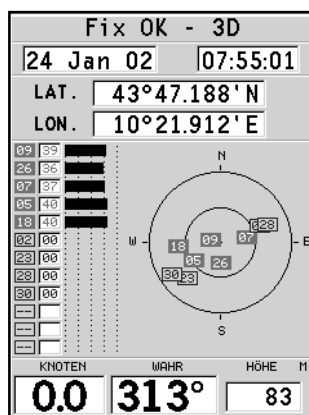 Fix OK - 3D
24 Jan 02 07:55:01
LAT. 43°47.188'N
LON. 10°21.912'E
09 39
26 36
07 37
05 40
18 40
02 00
23 00
28 00
30 00
--
--
--
N
28
09 07
W E
18
05 26
30 23
S
KNOTEN WAHR HÖHE M
0.0 313° 83